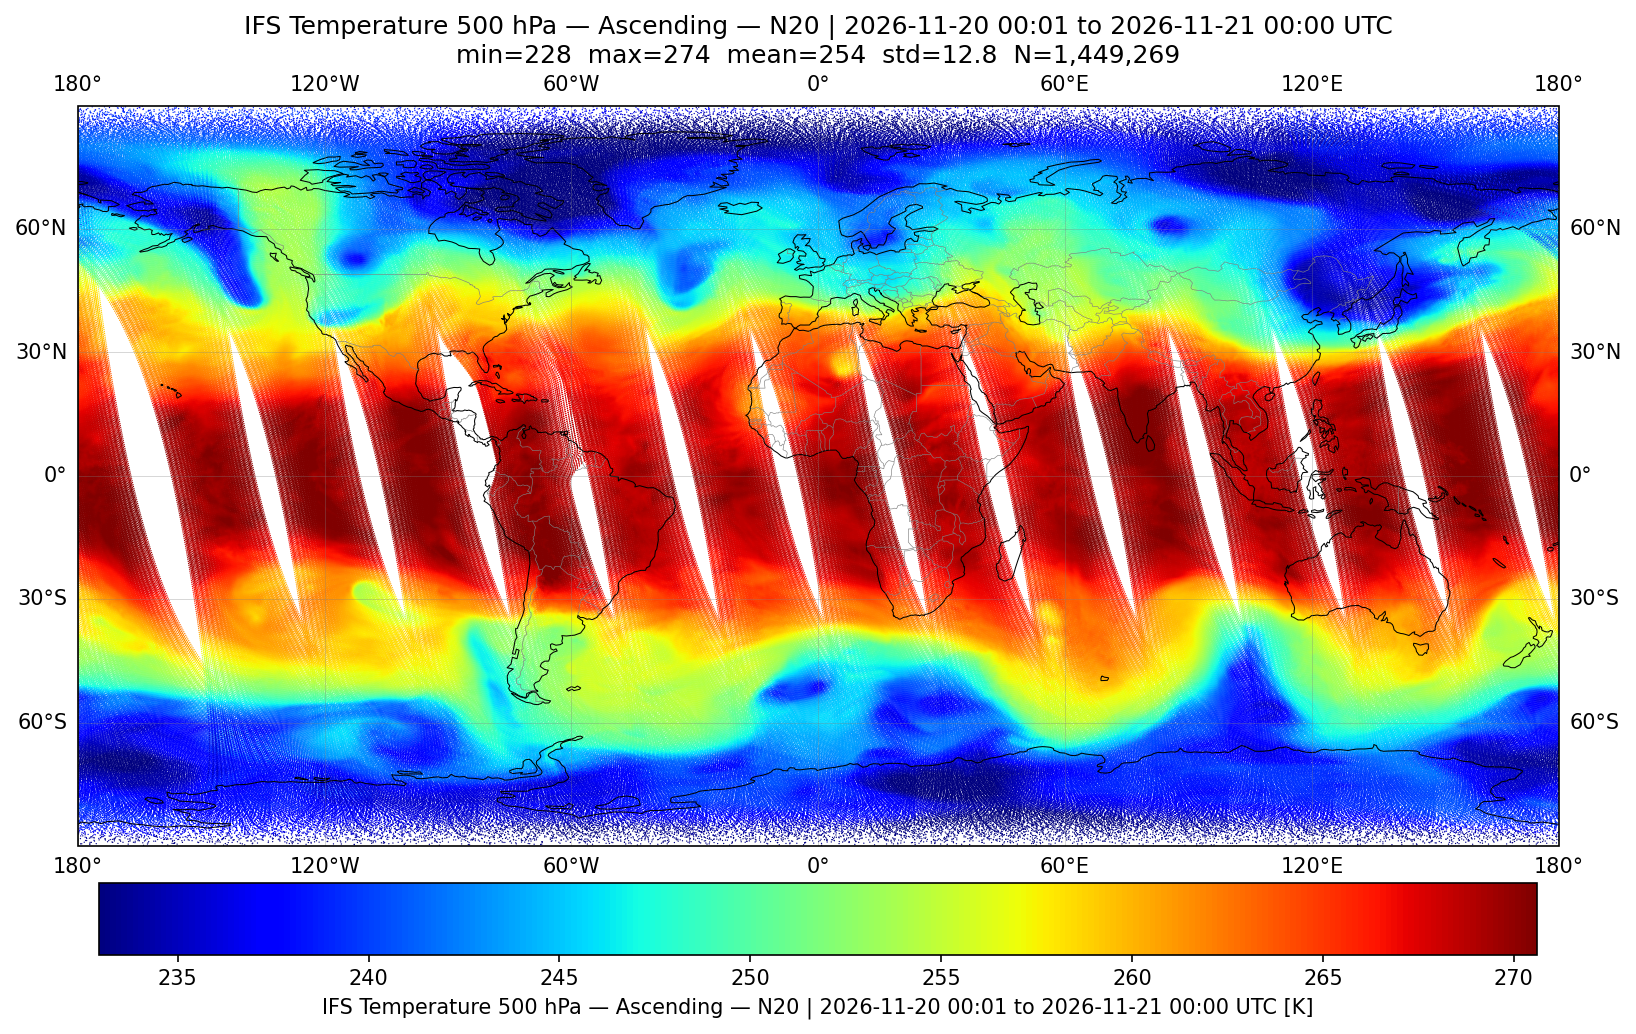 IFS Temperature 500 hPa — Ascending — N20 | 2026-11-20 00:01 to 2026-11-21 00:00 UTC
min=228  max=274  mean=254  std=12.8  N=1,449,269
180° 120°W 60°W 0° 60°E 120°E 180°
60°N 60°N
30°N 30°N
0° 0°
30°S 30°S
60°S 60°S
180° 120°W 60°W 0° 60°E 120°E 180°
235 240 245 250 255 260 265 270
IFS Temperature 500 hPa — Ascending — N20 | 2026-11-20 00:01 to 2026-11-21 00:00 UTC [K]